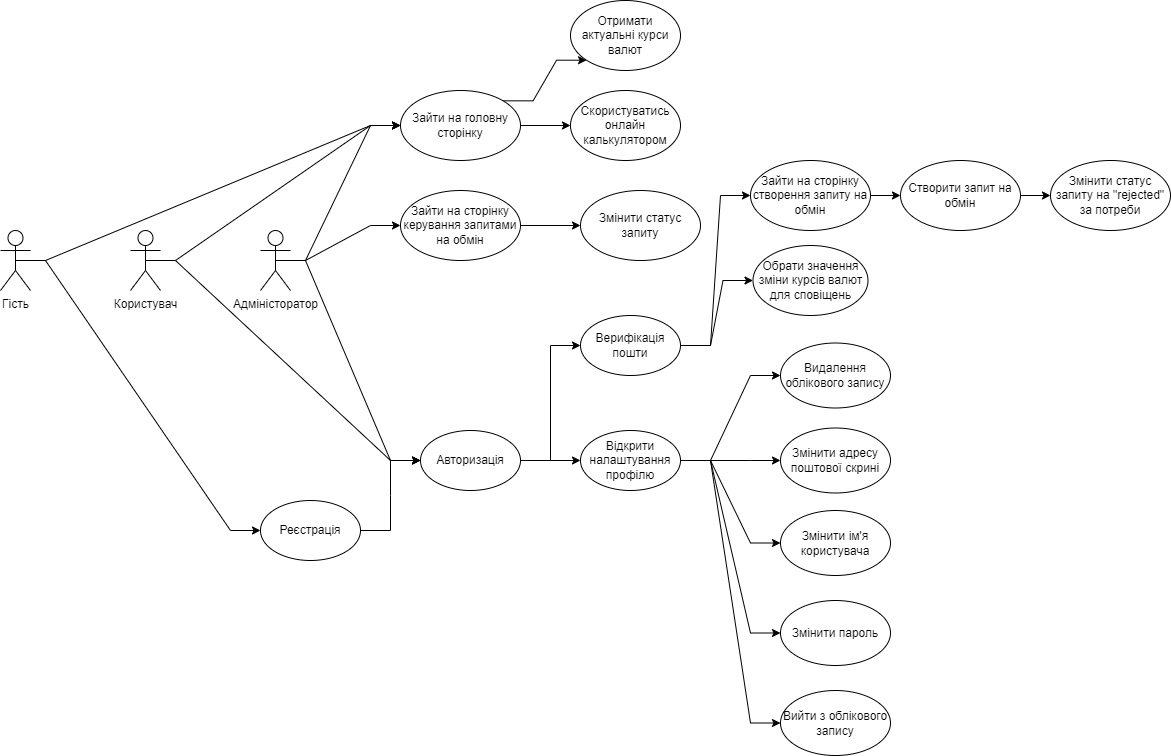 Отримати
актуальні курси
валют
Зайти на головну
сторінку
Скористуватись
онлайн
калькулятором
Зайти на сторінку
створення запиту на
обмін
Створити запит на
обмін
Змінити статус
запиту на "rejected"
за потреби
Зайти на сторінку
керування запитами
на обмін
Змінити статус
запиту
Гість
Користувач
Адміністоратор
Обрати значення
зміни курсів валют
для сповіщень
Верифікація
пошти
Видалення
облікового запису
Авторизація
Відкрити
налаштування
профілю
Змінити адресу
поштової скрині
Реєстрація
Змінити ім'я
користувача
Змінити пароль
Вийти з облікового
запису